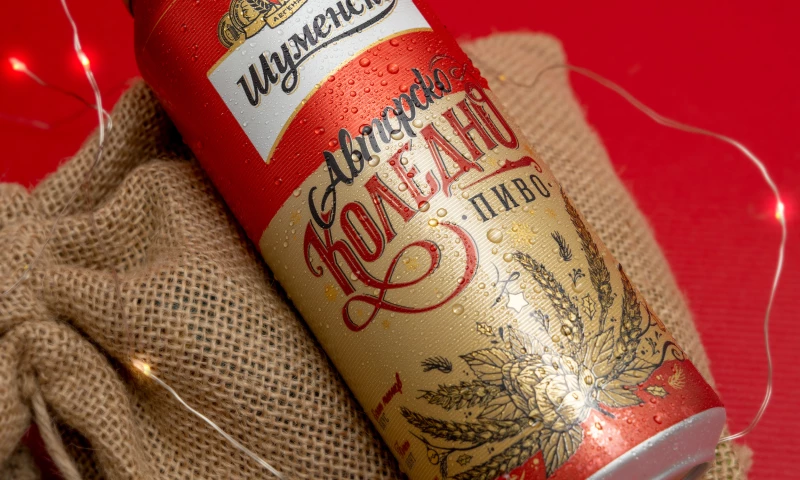 Шуменско
Авторско
Коледно
ПИВО